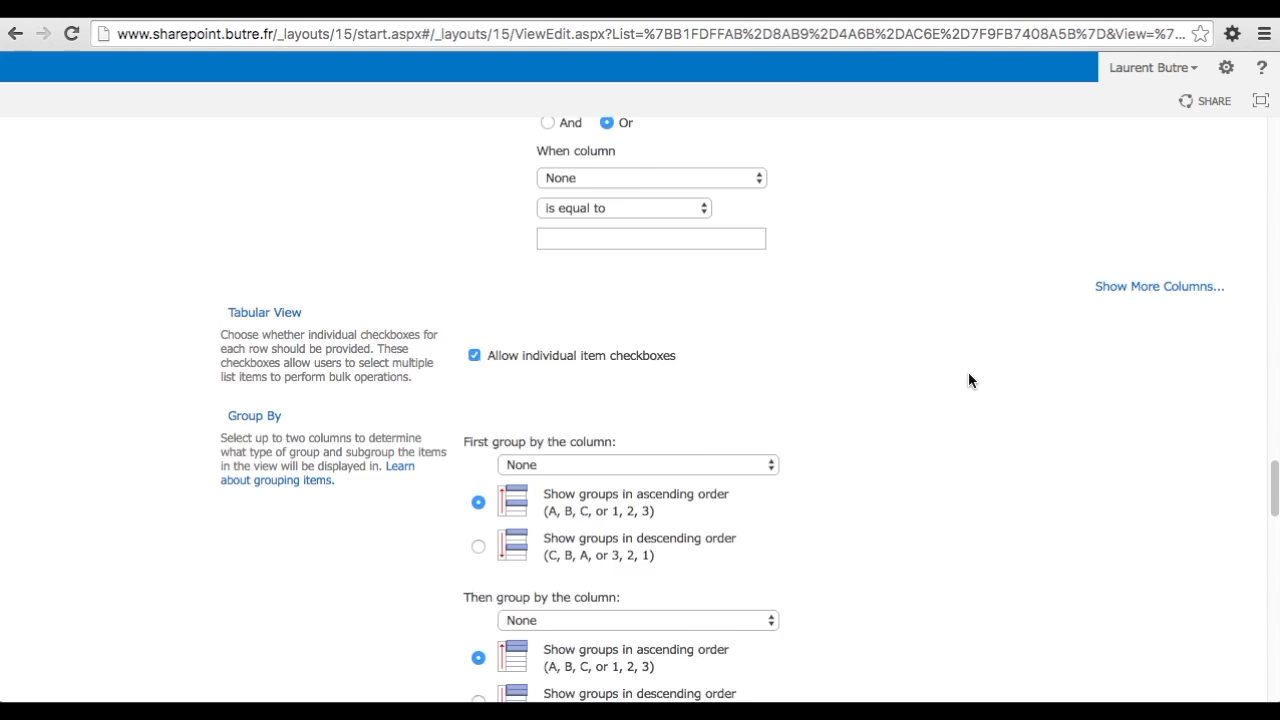 www.sharepoint.butre.fr/_layouts/15/start.aspx#/_layouts/15/ViewEdit.aspx?List=%7BB1FDFFAB%2D8AB9%2D4A6B%2DAC6E%2D7F9FB7408A5B%7D&View=%7...
Laurent Butre
?
SHARE
And Or
When column
None
is equal to
Show More Columns...
Tabular View
Choose whether individual checkboxes for
each row should be provided. These
checkboxes allow users to select multiple
list items to perform bulk operations.
Allow individual item checkboxes
Group By
Select up to two columns to determine
what type of group and subgroup the items
in the view will be displayed in. Learn
about grouping items.
First group by the column:
None
Show groups in ascending order
(A, B, C, or 1, 2, 3)
Show groups in descending order
(C, B, A, or 3, 2, 1)
Then group by the column:
None
Show groups in ascending order
(A, B, C, or 1, 2, 3)
Show groups in descending order